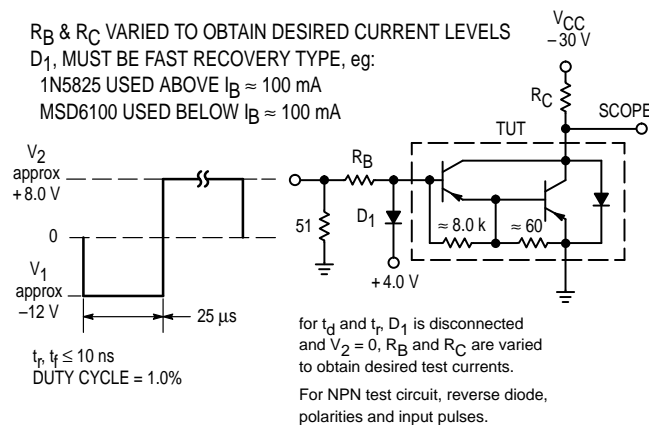 R_B & R_C VARIED TO OBTAIN DESIRED CURRENT LEVELS
D_1, MUST BE FAST RECOVERY TYPE, eg:
1N5825 USED ABOVE I_B ≈ 100 mA
MSD6100 USED BELOW I_B ≈ 100 mA
V_CC
– 30 V
R_C
SCOPE
TUT
V_2
approx
+ 8.0 V
0
V_1
approx
–12 V
25 µs
R_B
51
D_1
+ 4.0 V
≈ 8.0 k
≈ 60
t_r, t_f ≤ 10 ns
DUTY CYCLE = 1.0%
for t_d and t_r, D_1 is disconnected
and V_2 = 0, R_B and R_C are varied
to obtain desired test currents.
For NPN test circuit, reverse diode,
polarities and input pulses.